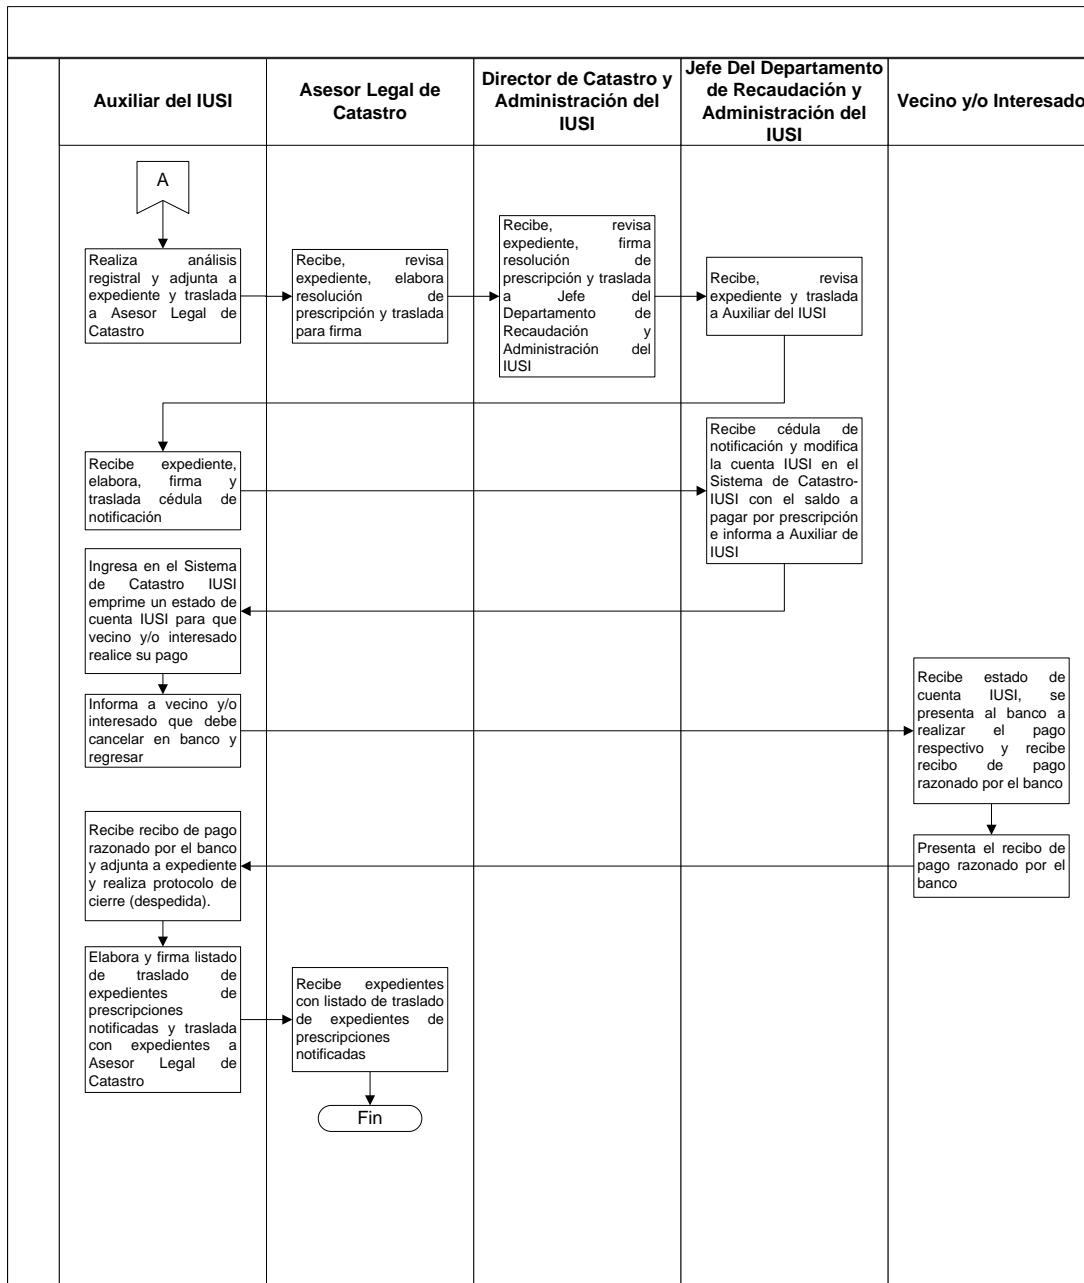 Auxiliar del IUSI
Asesor Legal de
Catastro
Director de Catastro y
Administración del
IUSI
Jefe Del Departamento
de Recaudación y
Administración del
IUSI
Vecino y/o Interesado
A
Realiza análisis
registral y adjunta a
expediente y traslada
a Asesor Legal de
Catastro
Recibe, revisa
expediente, elabora
resolución de
prescripción y traslada
para firma
Recibe, revisa
expediente, firma
resolución de
prescripción y traslada
a Jefe del
Departamento de
Recaudación y
Administración del
IUSI
Recibe, revisa
expediente y traslada
a Auxiliar del IUSI
Recibe expediente,
elabora, firma y
traslada cédula de
notificación
Recibe cédula de
notificación y modifica
la cuenta IUSI en el
Sistema de Catastro-
IUSI con el saldo a
pagar por prescripción
e informa a Auxiliar de
IUSI
Ingresa en el Sistema
de Catastro IUSI
emprime un estado de
cuenta IUSI para que
vecino y/o interesado
realice su pago
Informa a vecino y/o
interesado que debe
cancelar en banco y
regresar
Recibe estado de
cuenta IUSI, se
presenta al banco a
realizar el pago
respectivo y recibe
recibo de pago
razonado por el banco
Presenta el recibo de
pago razonado por el
banco
Recibe recibo de pago
razonado por el banco
y adjunta a expediente
y realiza protocolo de
cierre (despedida).
Elabora y firma listado
de traslado de
expedientes de
prescripciones
notificadas y traslada
con expedientes a
Asesor Legal de
Catastro
Recibe expedientes
con listado de traslado
de expedientes de
prescripciones
notificadas
Fin